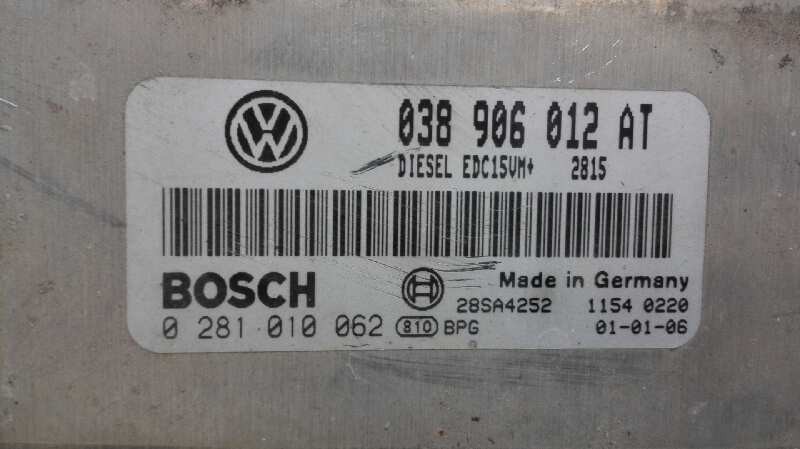 038 906 012 AT
DIESEL EDC15VM+ 2815
BOSCH Made in Germany
28SA4252 1154 0220
0 281 010 062 810 BPG 01-01-06